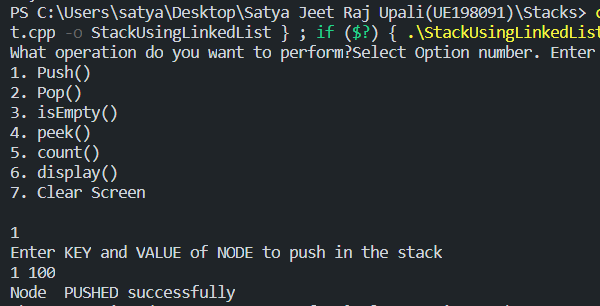 PS C:\Users\satya\Desktop\Satya Jeet Raj Upali(UE198091)\Stacks>
t.cpp -o StackUsingLinkedList } ; if ($?) { .\StackUsingLinkedList
What operation do you want to perform?Select Option number. Enter
1. Push()
2. Pop()
3. isEmpty()
4. peek()
5. count()
6. display()
7. Clear Screen
1
Enter KEY and VALUE of NODE to push in the stack
1 100
Node  PUSHED successfully